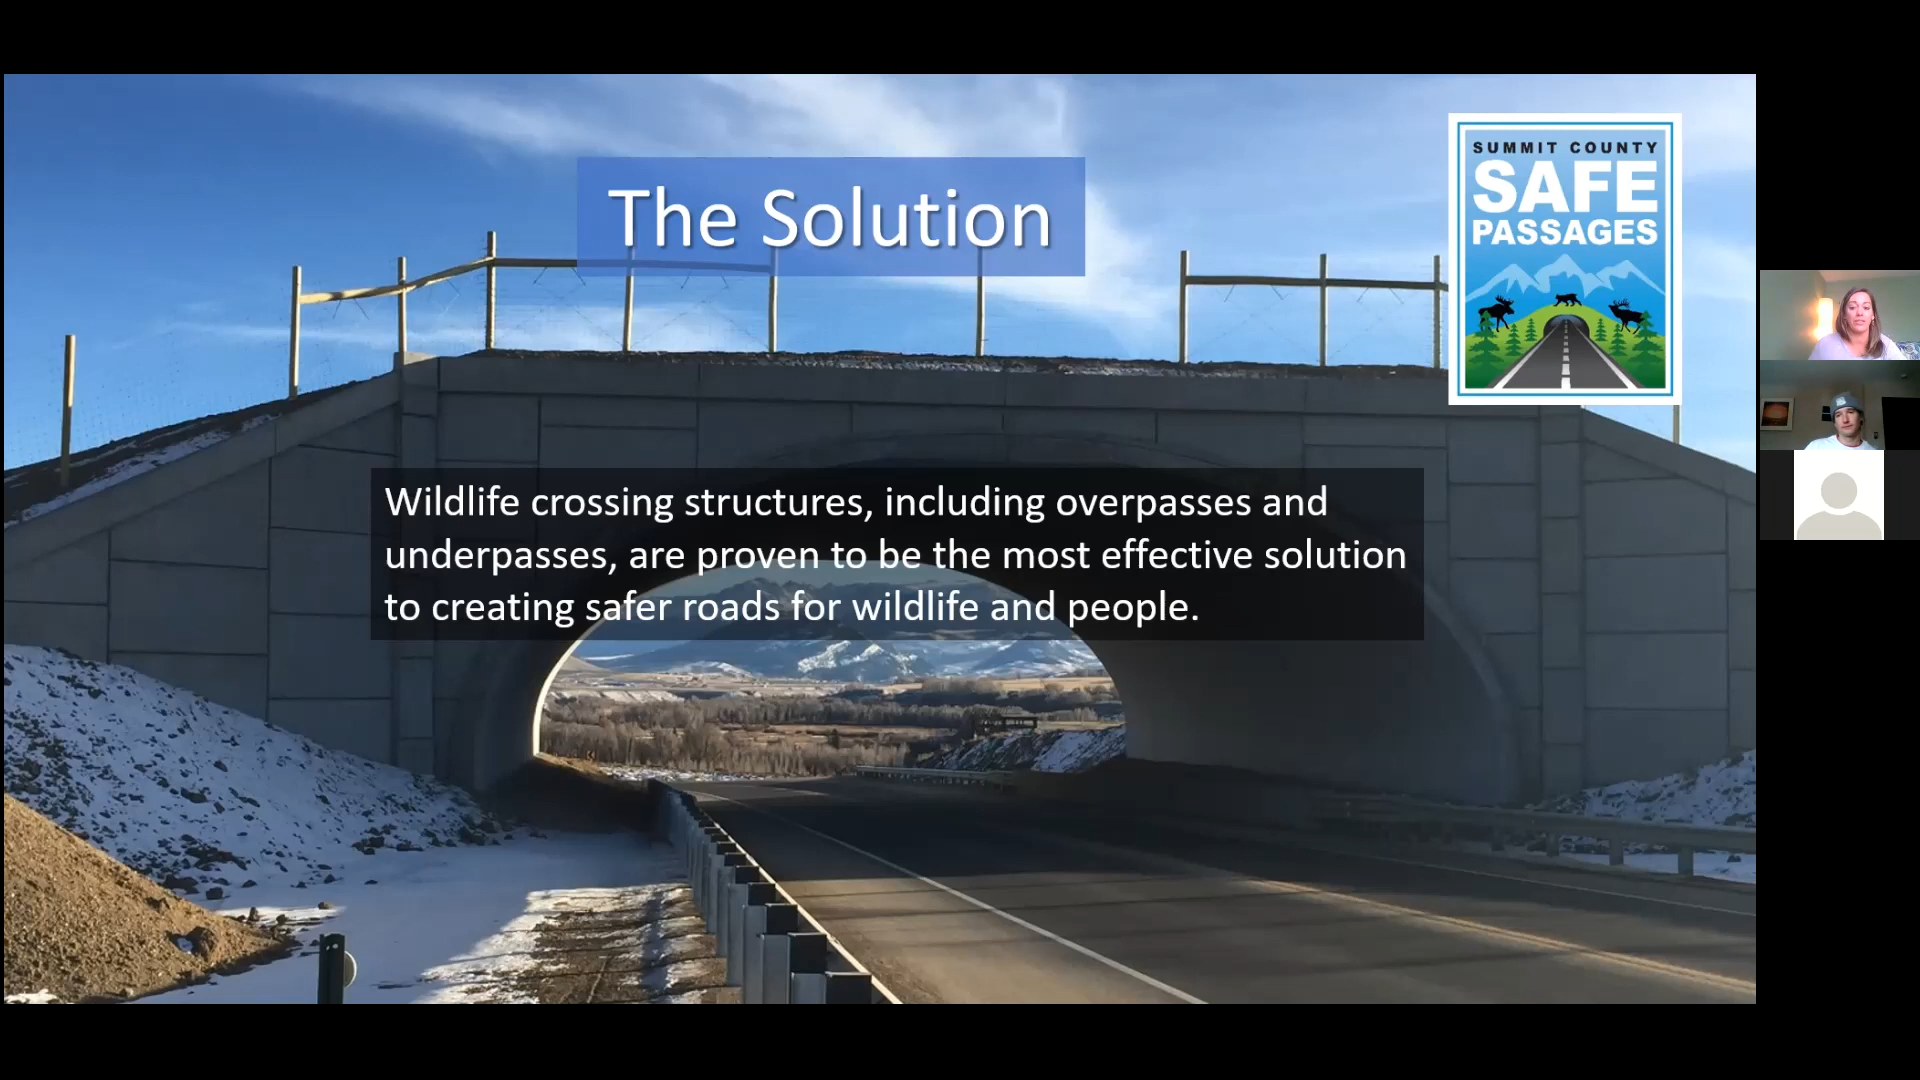 The Solution
SUMMIT COUNTY
SAFE
PASSAGES
Wildlife crossing structures, including overpasses and
underpasses, are proven to be the most effective solution
to creating safer roads for wildlife and people.